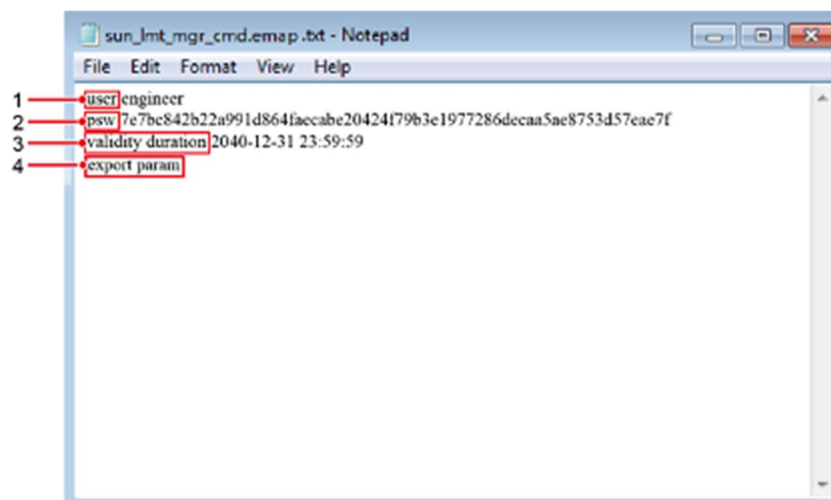 sun_lmt_mgr_cmd.emap .txt - Notepad
File Edit Format View Help
1 user engineer
2 psw 7e7bc842b22a991d864faecabe20424f79b3e1977286decaa5ae8753d57eae7f
3 validity duration 2040-12-31 23:59:59
4 export param